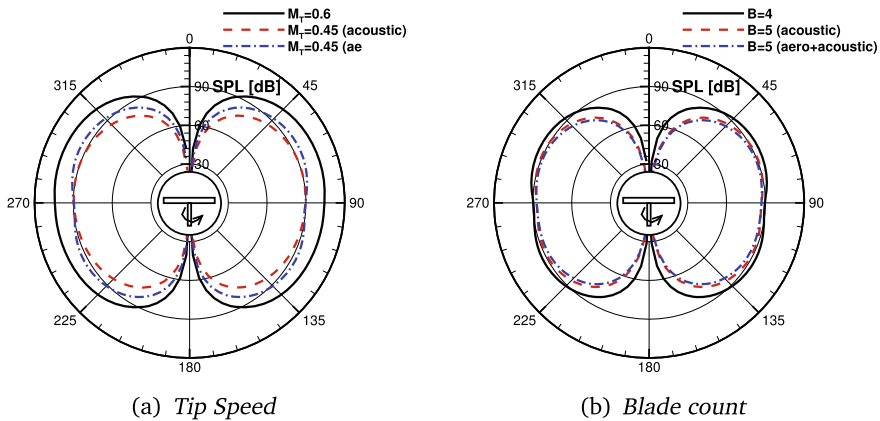 M_T=0.6
M_T=0.45 (acoustic)
M_T=0.45 (ae
0
SPL [dB]
90
60
30
45
90
135
180
225
270
315
(a) Tip Speed
B=4
B=5 (acoustic)
B=5 (aero+acoustic)
0
SPL [dB]
90
60
30
45
90
135
180
225
270
315
(b) Blade count